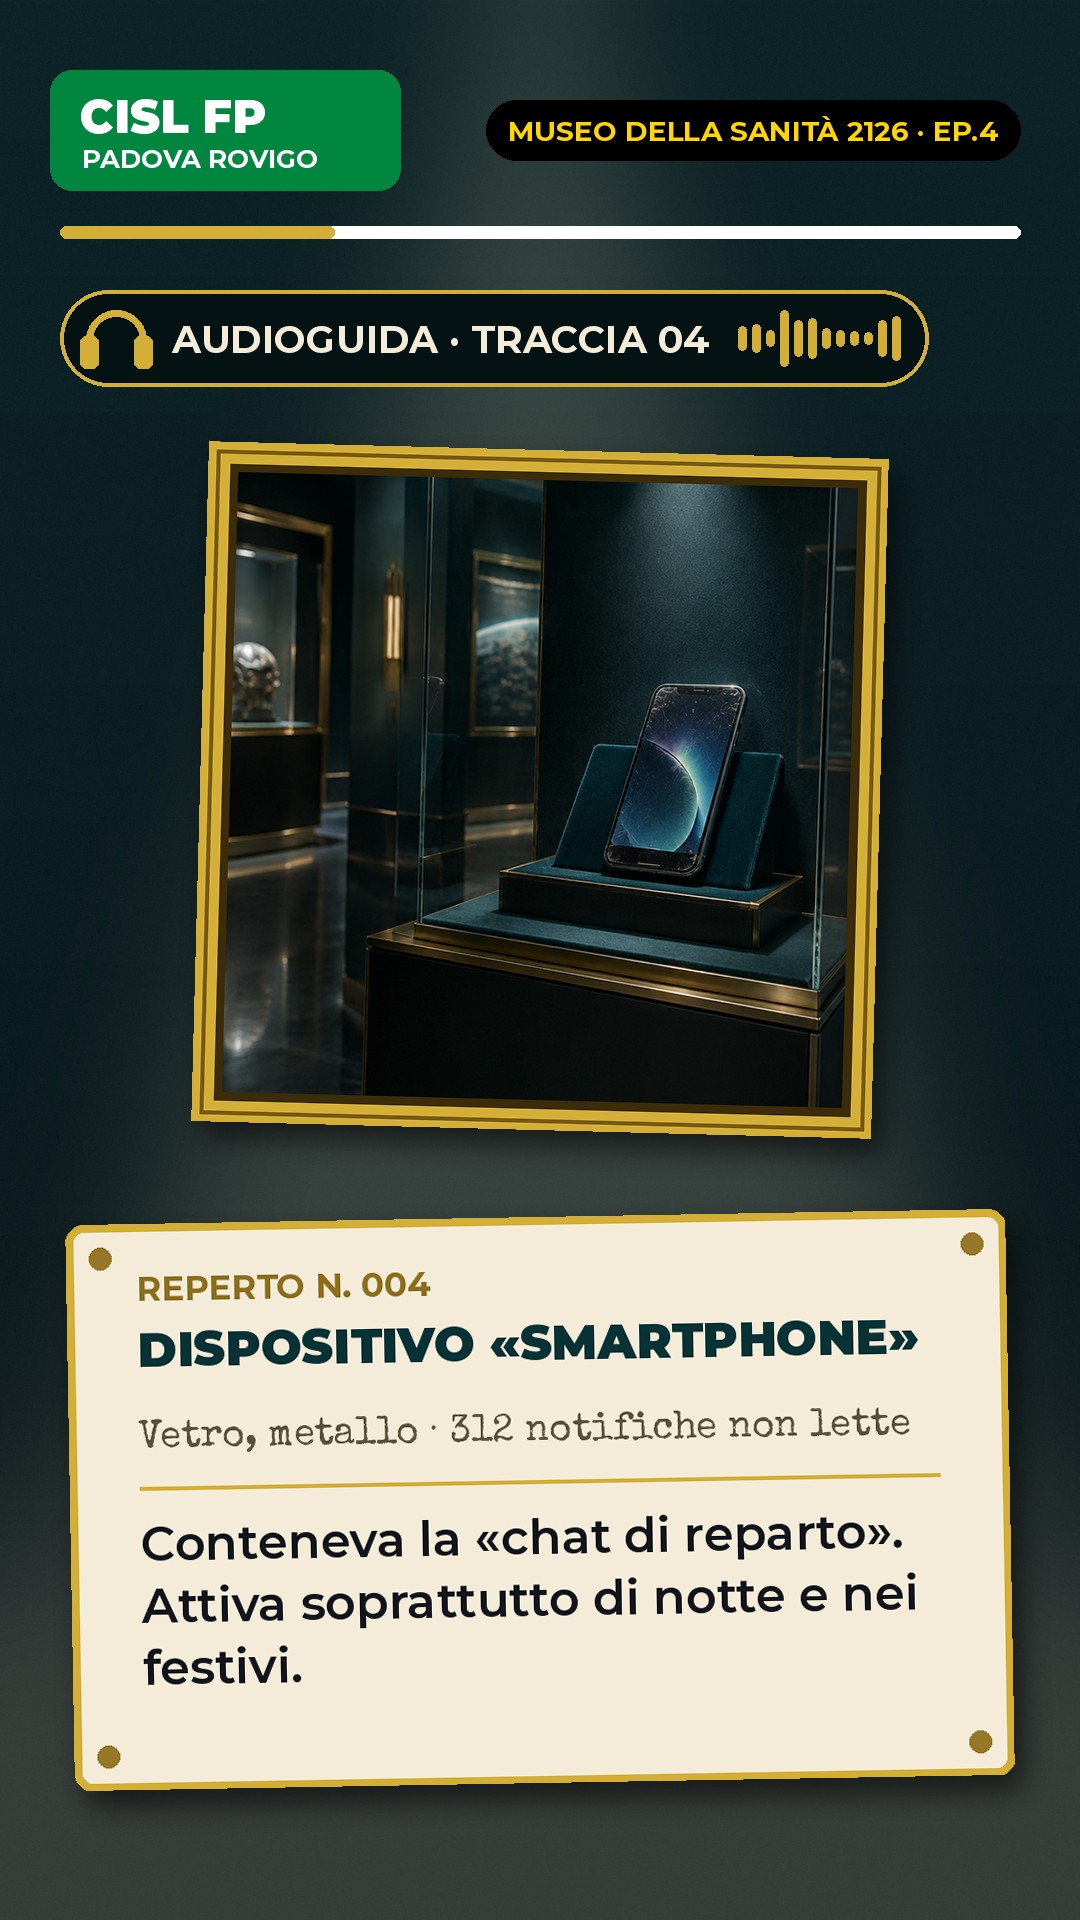 CISL FP
PADOVA ROVIGO
MUSEO DELLA SANITÀ 2126 · EP.4
AUDIOGUIDA · TRACCIA 04
REPERTO N. 004
DISPOSITIVO «SMARTPHONE»
Vetro, metallo · 312 notifiche non lette
Conteneva la «chat di reparto».
Attiva soprattutto di notte e nei
festivi.